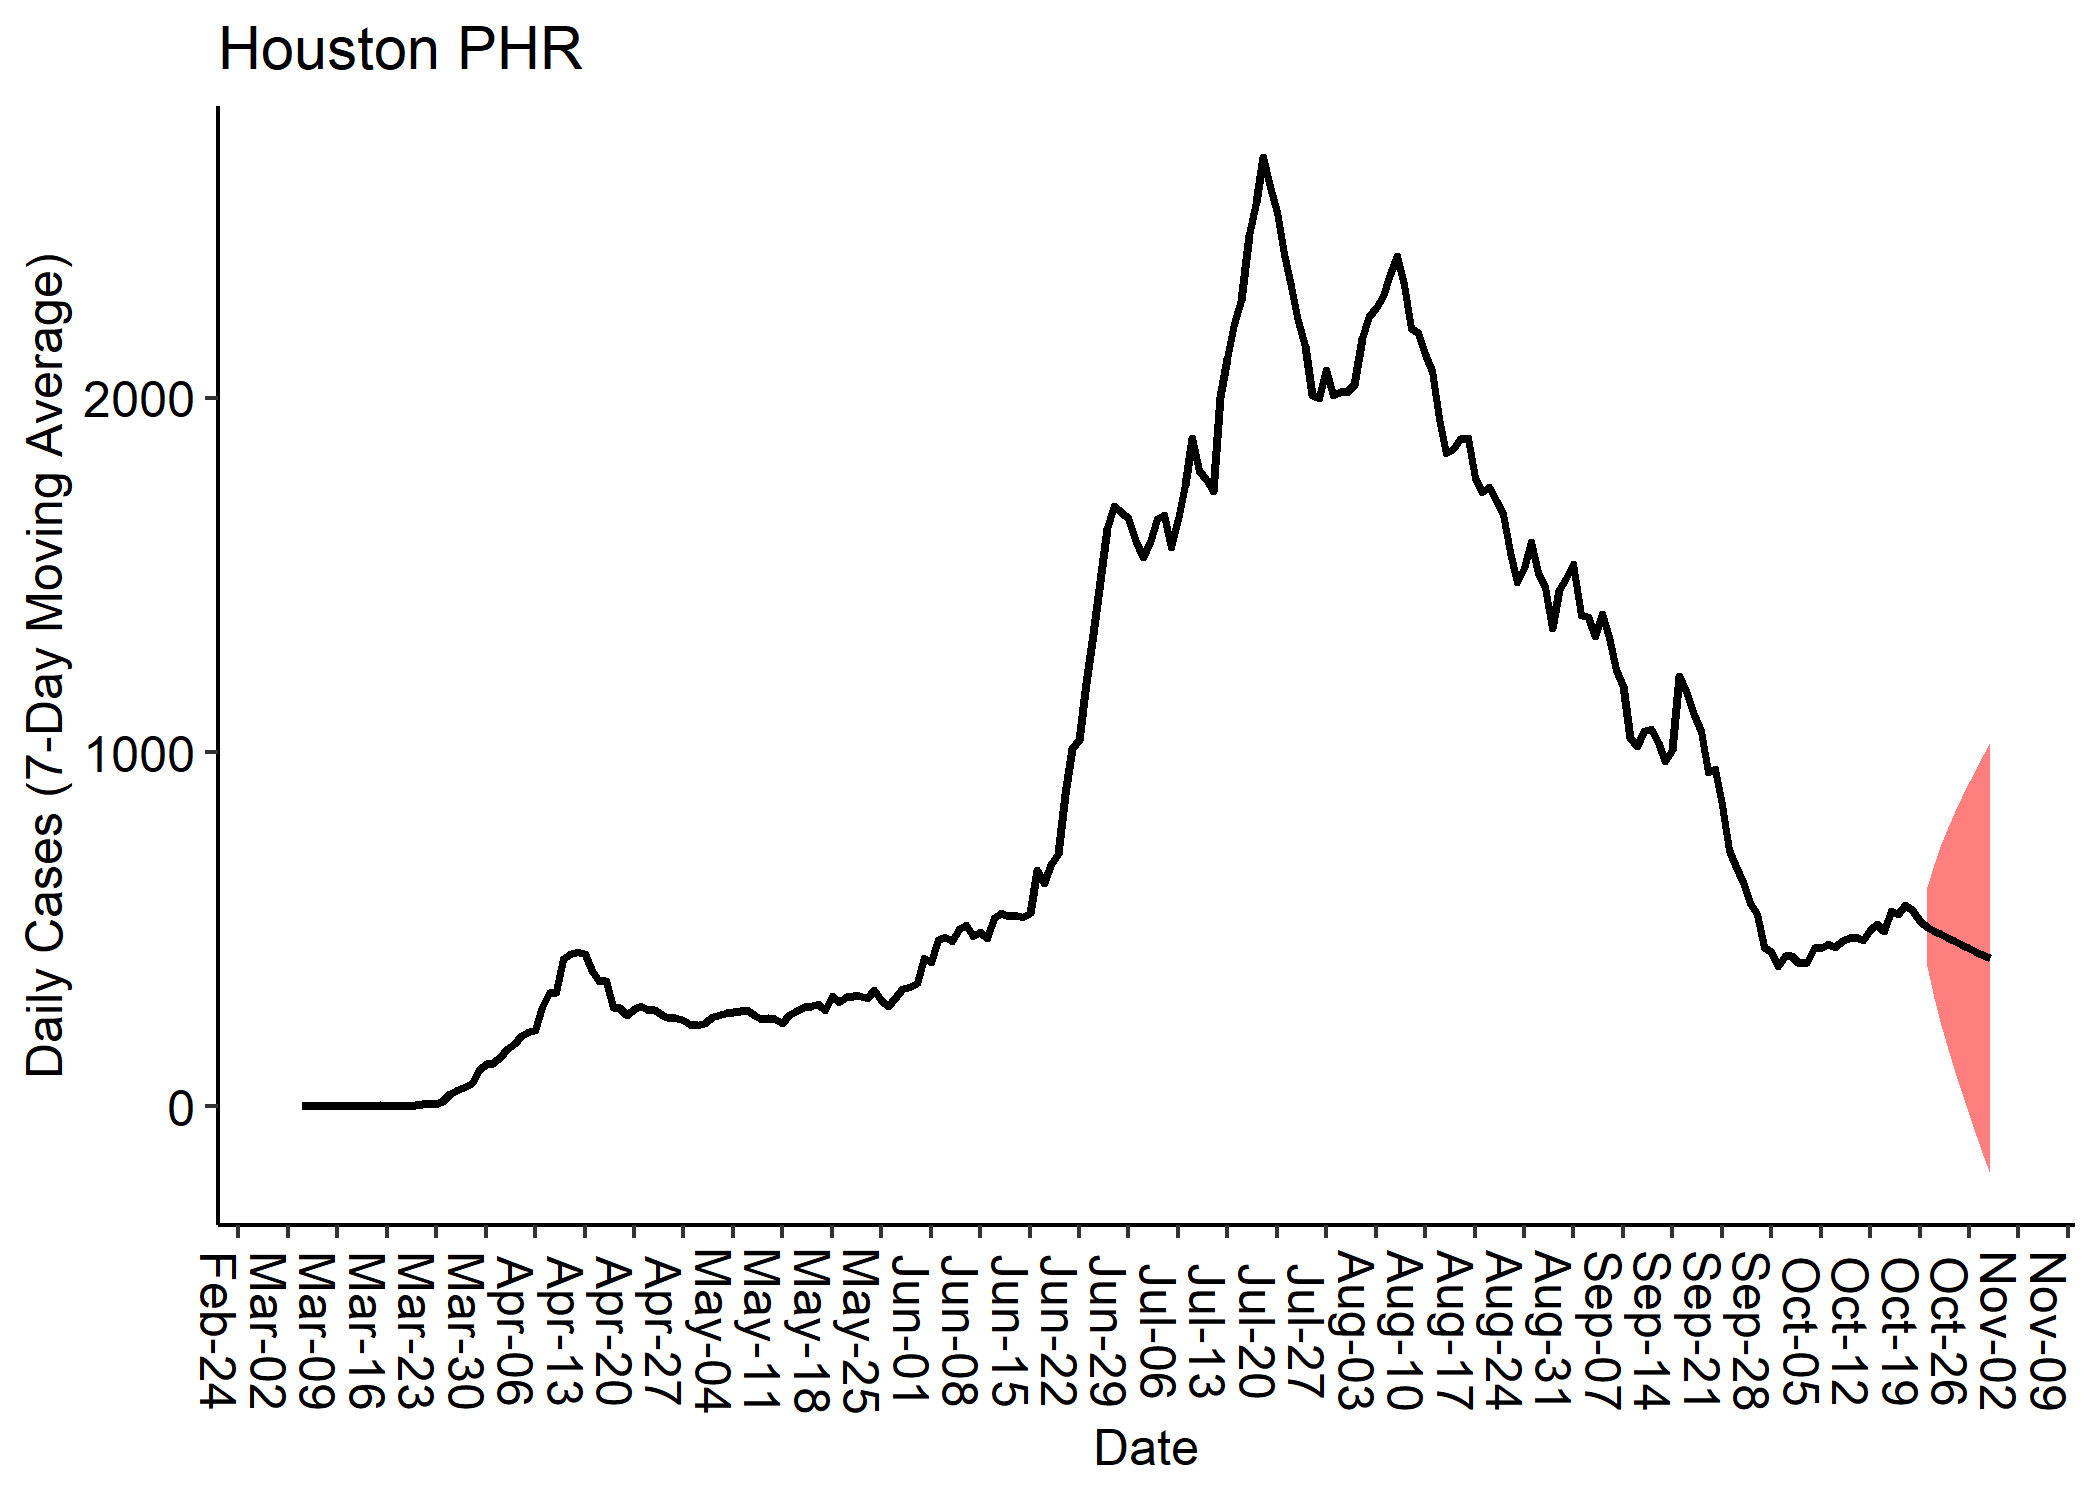 Houston PHR
Daily Cases (7-Day Moving Average)
2000
1000
0
Feb-24
Mar-02
Mar-09
Mar-16
Mar-23
Mar-30
Apr-06
Apr-13
Apr-20
Apr-27
May-04
May-11
May-18
May-25
Jun-01
Jun-08
Jun-15
Jun-22
Jun-29
Jul-06
Jul-13
Jul-20
Jul-27
Aug-03
Aug-10
Aug-17
Aug-24
Aug-31
Sep-07
Sep-14
Sep-21
Sep-28
Oct-05
Oct-12
Oct-19
Oct-26
Nov-02
Nov-09
Date